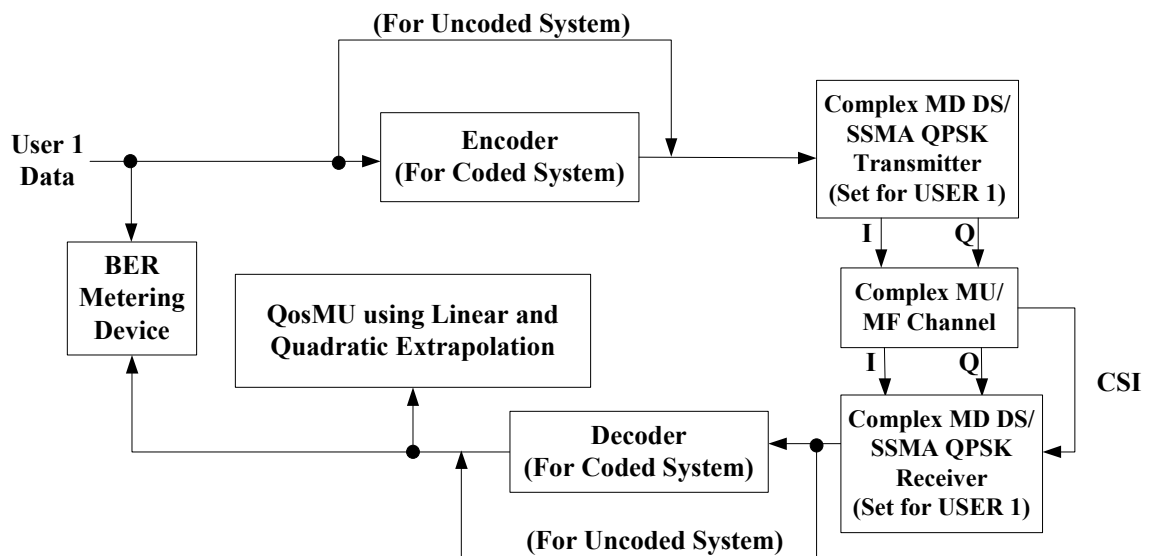 (For Uncoded System)
User 1
Data
Encoder
(For Coded System)
Complex MD DS/
SSMA QPSK
Transmitter
(Set for USER 1)
I
Q
BER
Metering
Device
QosMU using Linear and
Quadratic Extrapolation
Complex MU/
MF Channel
I
Q
CSI
Decoder
(For Coded System)
Complex MD DS/
SSMA QPSK
Receiver
(Set for USER 1)
(For Uncoded System)